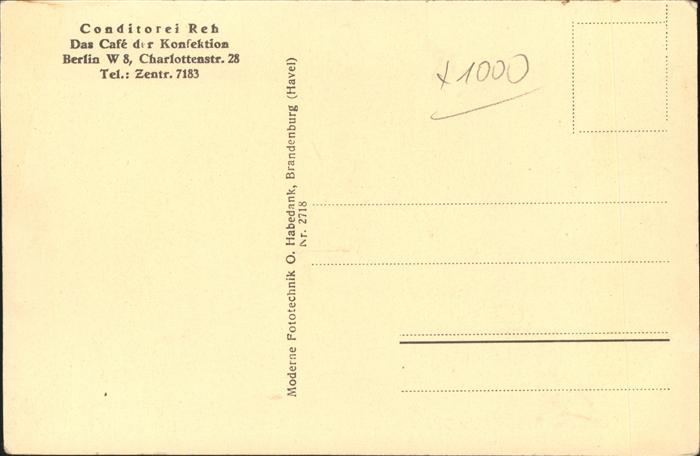 Conditorei Reh
Das Café der Konfektion
Berlin W 8, Charlottenstr. 28
Tel.: Zentr. 7183
Moderne Fototechnik O. Habedank, Brandenburg (Havel)
Nr. 2718
x1000